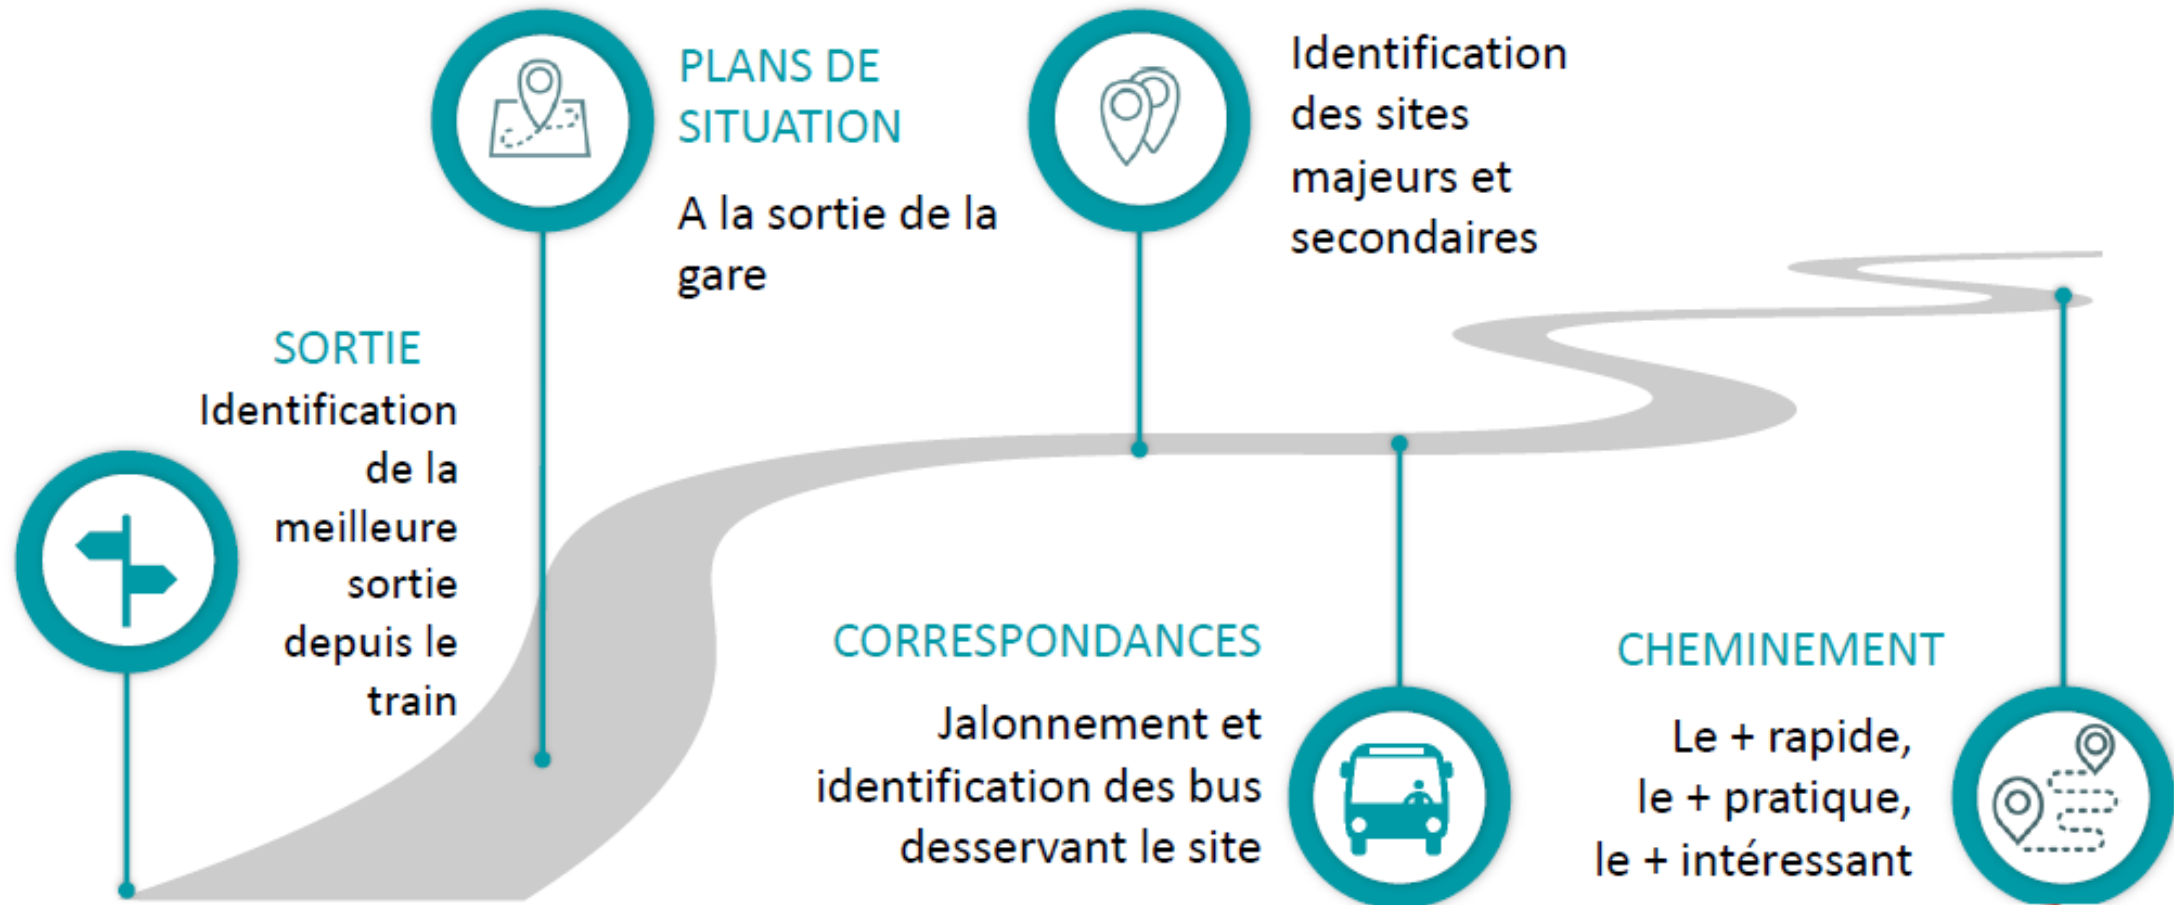 SORTIE
Identification
de la
meilleure
sortie
depuis le
train
PLANS DE
SITUATION
A la sortie de la
gare
Identification
des sites
majeurs et
secondaires
CORRESPONDANCES
Jalonnement et
identification des bus
desservant le site
CHEMINEMENT
Le + rapide,
le + pratique,
le + intéressant